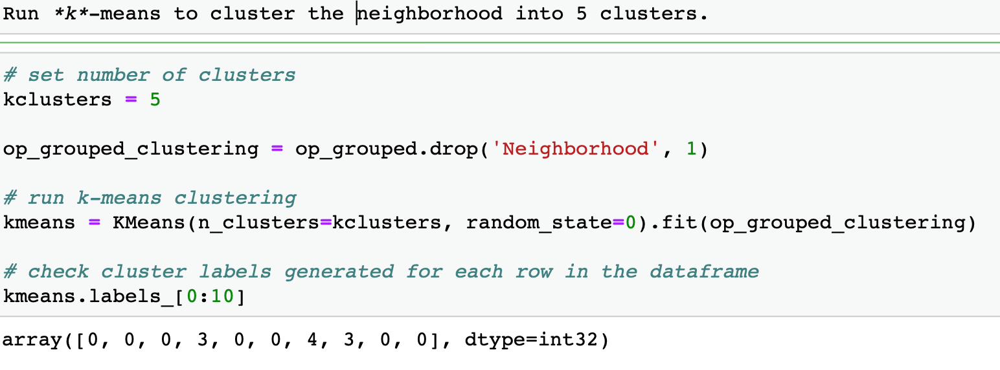 Run *k*-means to cluster the neighborhood into 5 clusters.
# set number of clusters
kclusters = 5
op_grouped_clustering = op_grouped.drop('Neighborhood', 1)
# run k-means clustering
kmeans = KMeans(n_clusters=kclusters, random_state=0).fit(op_grouped_clustering)
# check cluster labels generated for each row in the dataframe
kmeans.labels_[0:10]
array([0, 0, 0, 3, 0, 0, 4, 3, 0, 0], dtype=int32)